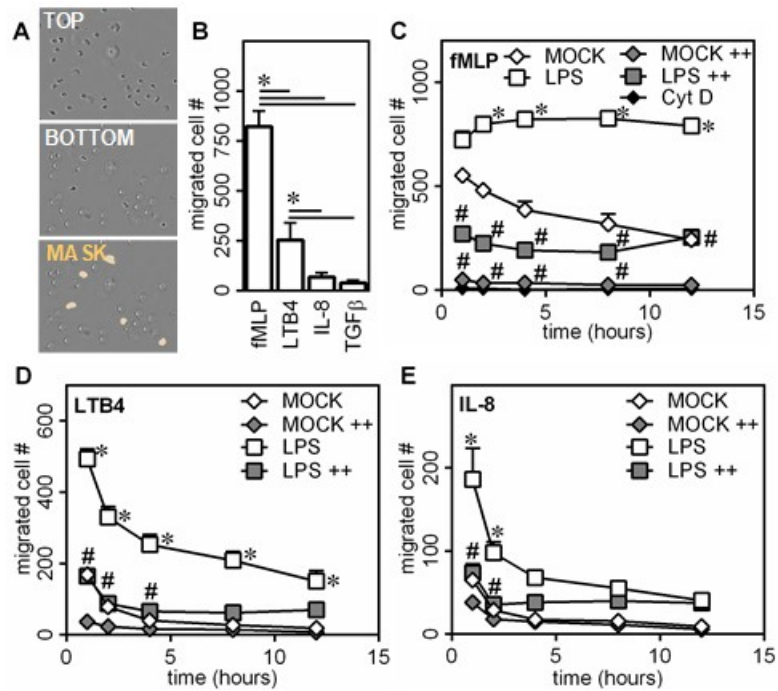 A
TOP
BOTTOM
MASK
B
migrated cell #
1000
750
500
250
0
*
*
fMLP
LTB4
IL-8
TGFβ
C
fMLP
MOCK
LPS
MOCK ++
LPS ++
Cyt D
migrated cell #
1000
500
0
* * * *
# # # # #
# # # #
0 5 10 15
time (hours)
D
LTB4
MOCK
MOCK ++
LPS
LPS ++
migrated cell #
600
400
200
0
* * * * *
# # #
0 5 10 15
time (hours)
E
IL-8
MOCK
MOCK ++
LPS
LPS ++
migrated cell #
200
100
0
* *
# #
0 5 10 15
time (hours)